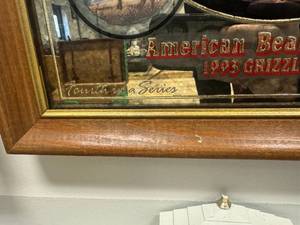 American Bea
1993 GRIZZL
Fourth in a Series